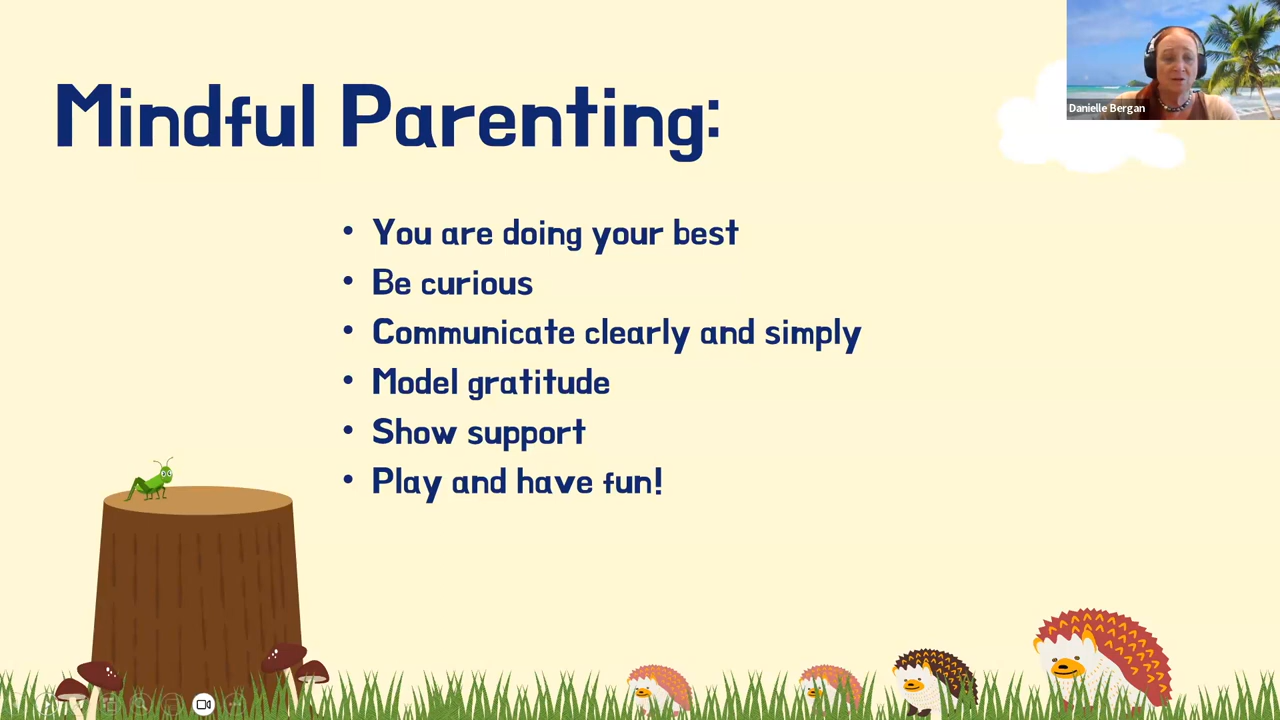 Mindful Parenting:
Danielle Bergan
• You are doing your best
• Be curious
• Communicate clearly and simply
• Model gratitude
• Show support
• Play and have fun!